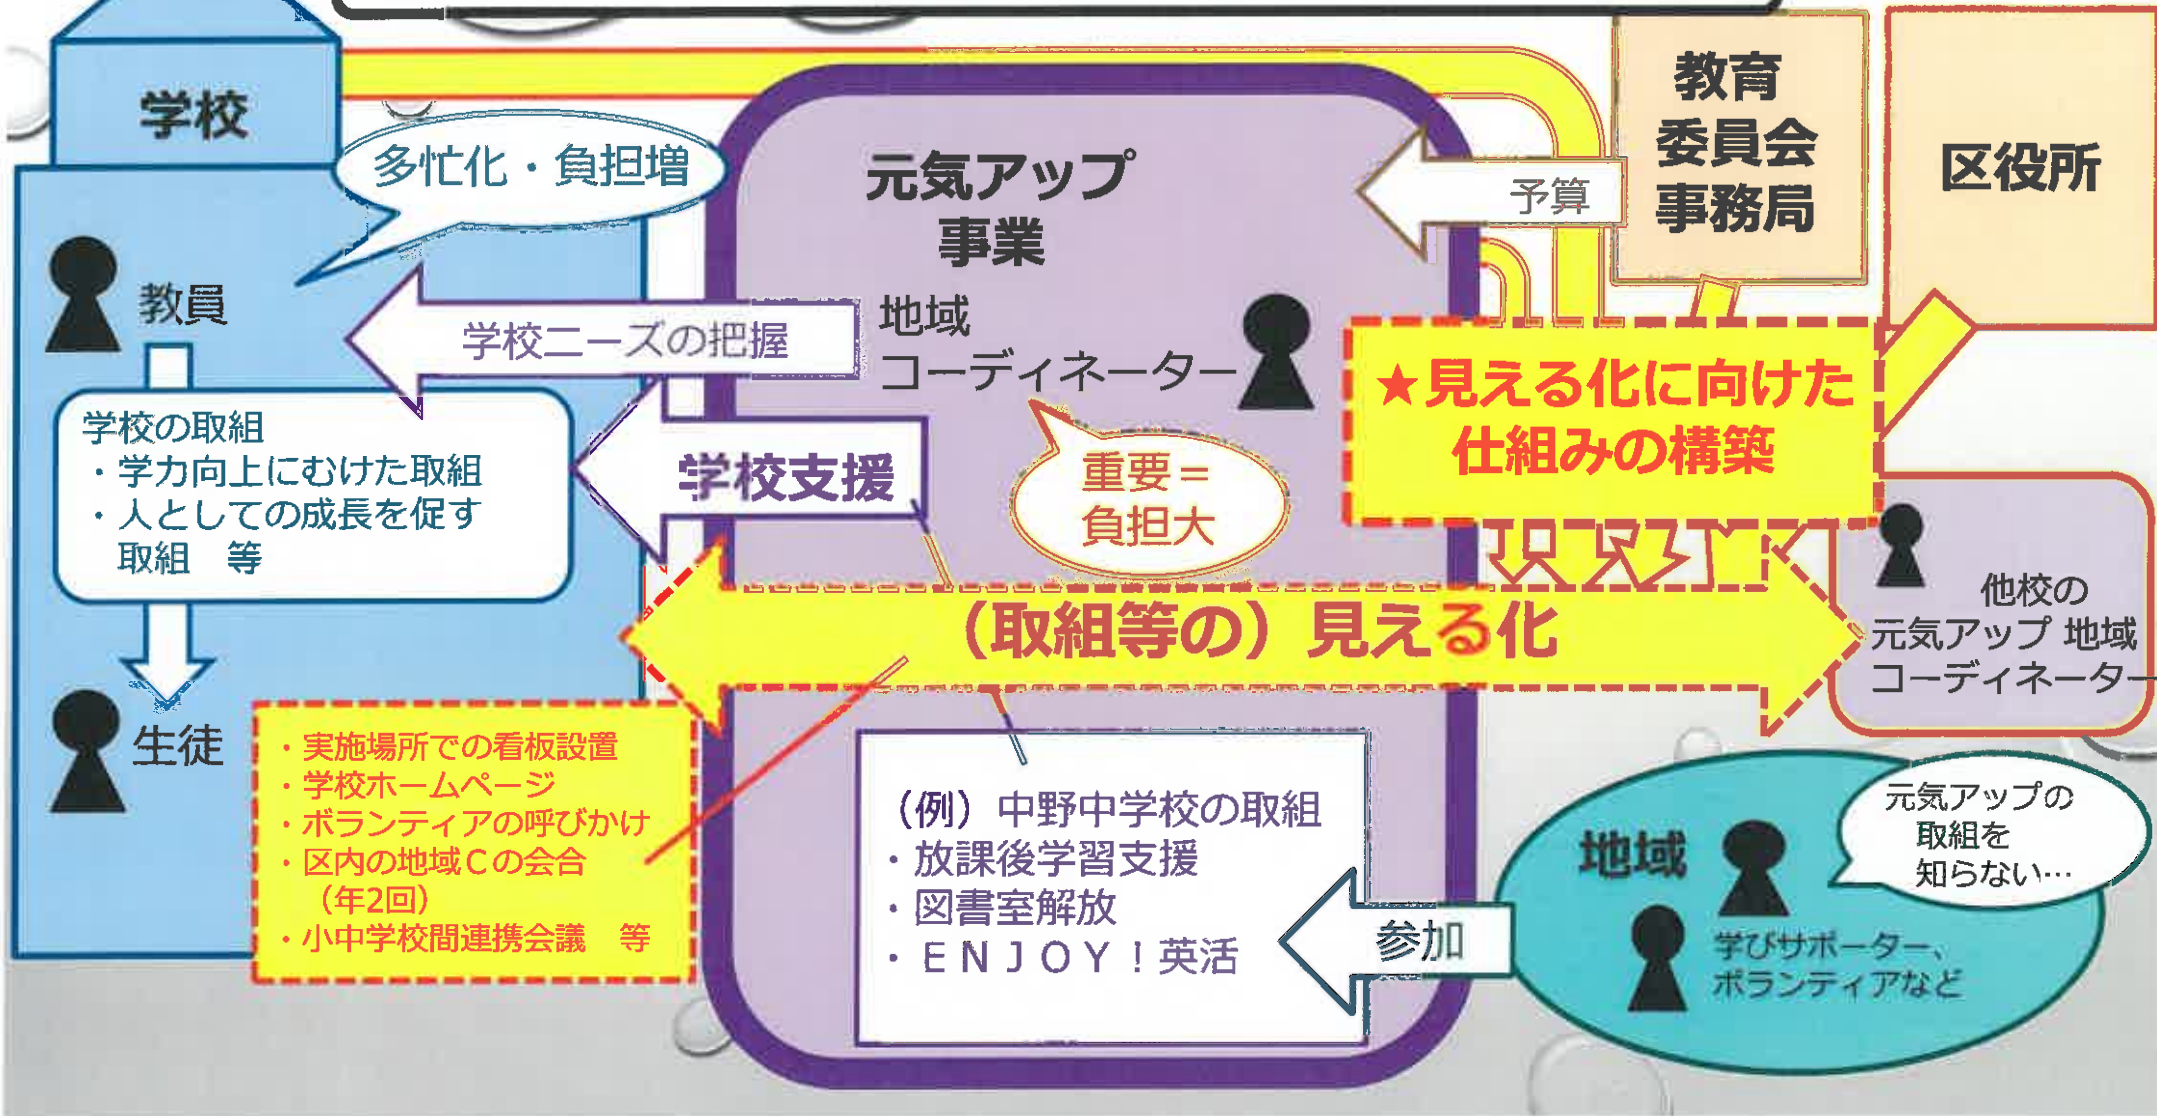 学校
多忙化・負担増
教員
学校ニーズの把握
学校の取組
・学力向上にむけた取組
・人としての成長を促す
取組　等
学校支援
生徒
・実施場所での看板設置
・学校ホームページ
・ボランティアの呼びかけ
・区内の地域Cの会合
（年2回）
・小中学校間連携会議　等
元気アップ
事業
地域
コーディネーター
重要＝
負担大
予算
教育
委員会
事務局
区役所
★見える化に向けた
仕組みの構築
（取組等の）見える化
他校の
元気アップ 地域
コーディネーター
（例）中野中学校の取組
・放課後学習支援
・図書室解放
・ＥＮＪＯＹ！英活
参加
地域
元気アップの
取組を
知らない…
学びサポーター、
ボランティアなど